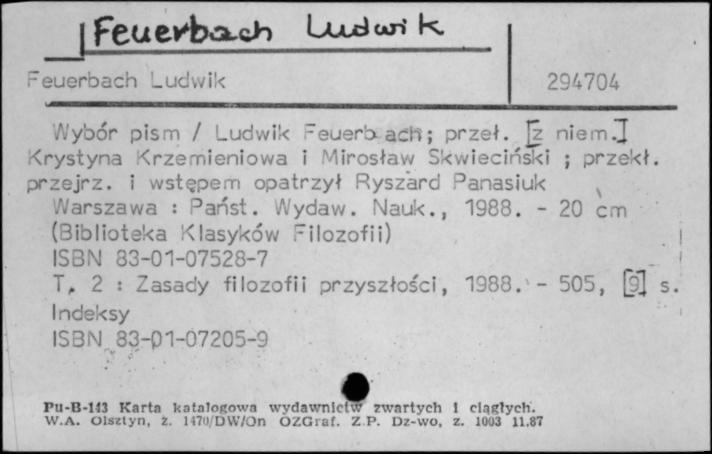 Feuerbach Ludwik
Feuerbach Ludwik 294704
Wybór pism / Ludwik Feuerbach; przeł. [z niem.]
Krystyna Krzemieniowa i Mirosław Skwieciński ; przekł.
przejrz. i wstępem opatrzył Ryszard Panasiuk
Warszawa : Państ. Wydaw. Nauk., 1988. - 20 cm
(Biblioteka Klasyków Filozofii)
ISBN 83-01-07528-7
T. 2 : Zasady filozofii przyszłości, 1988. - 505, [9] s.
Indeksy
ISBN 83-01-07205-9
Pu-B-143 Karta katalogowa wydawnictw zwartych i ciągłych.
W.A. Olsztyn, z. 1470/DW/On OZGraf. Z.P. Dz-wo, z. 1003 11.87